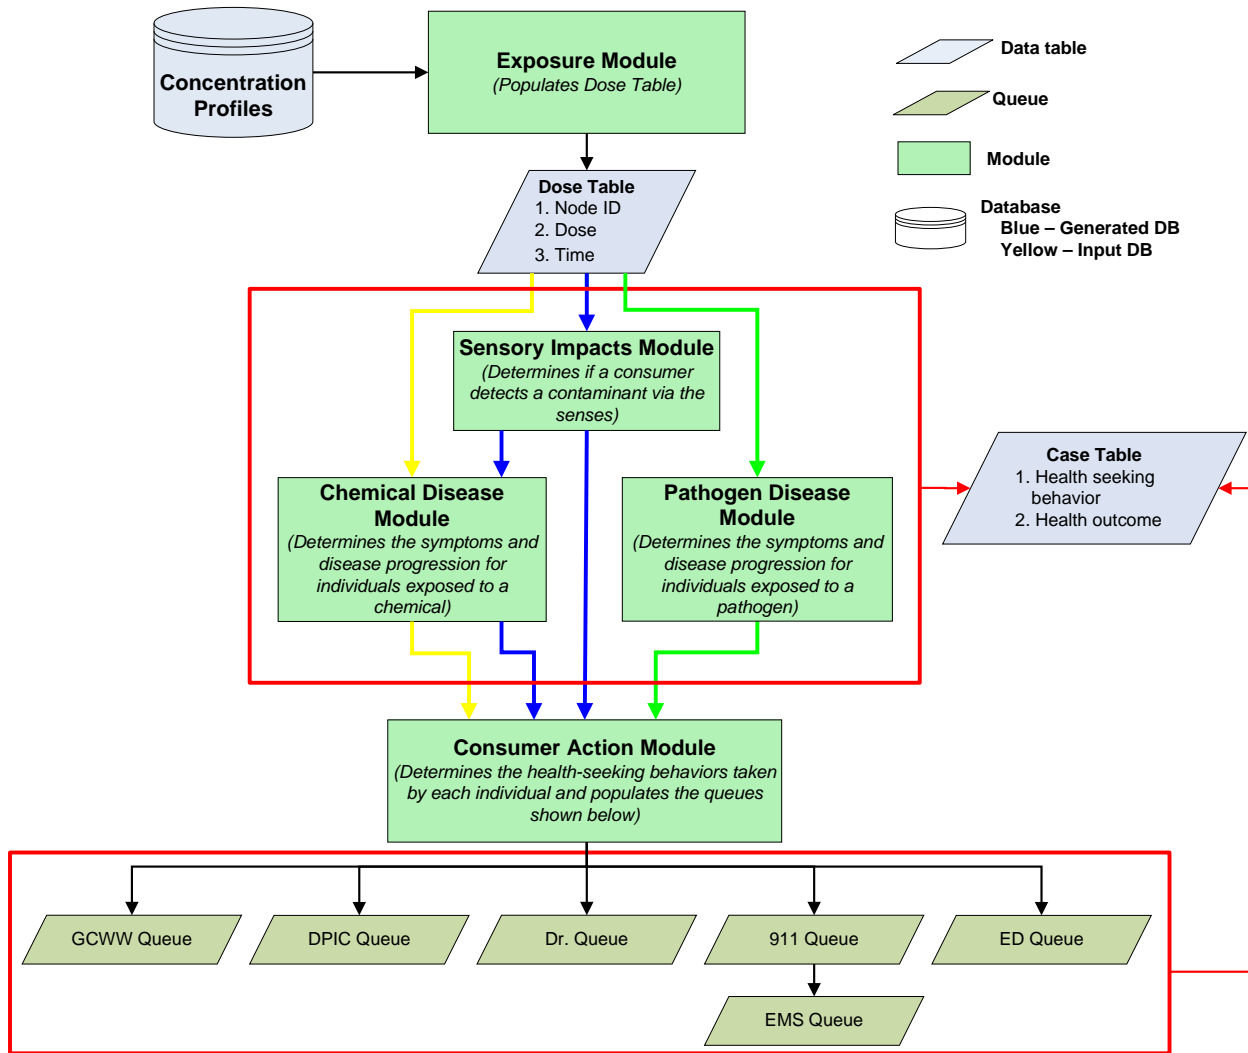 Concentration
Profiles
Exposure Module
(Populates Dose Table)
Data table
Queue
Module
Database
Blue – Generated DB
Yellow – Input DB
Dose Table
1. Node ID
2. Dose
3. Time
Sensory Impacts Module
(Determines if a consumer
detects a contaminant via the
senses)
Chemical Disease
Module
(Determines the symptoms and
disease progression for
individuals exposed to a
chemical)
Pathogen Disease
Module
(Determines the symptoms and
disease progression for
individuals exposed to a
pathogen)
Case Table
1. Health seeking
behavior
2. Health outcome
Consumer Action Module
(Determines the health-seeking behaviors taken
by each individual and populates the queues
shown below)
GCWW Queue
DPIC Queue
Dr. Queue
911 Queue
ED Queue
EMS Queue